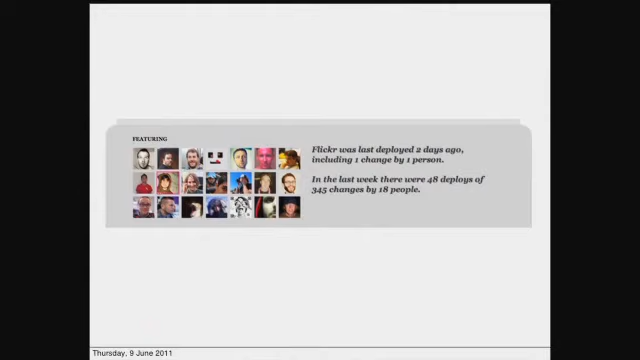 FEATURING
Flickr was last deployed 2 days ago,
including 1 change by 1 person.
In the last week there were 48 deploys of
345 changes by 18 people.
Thursday, 9 June 2011